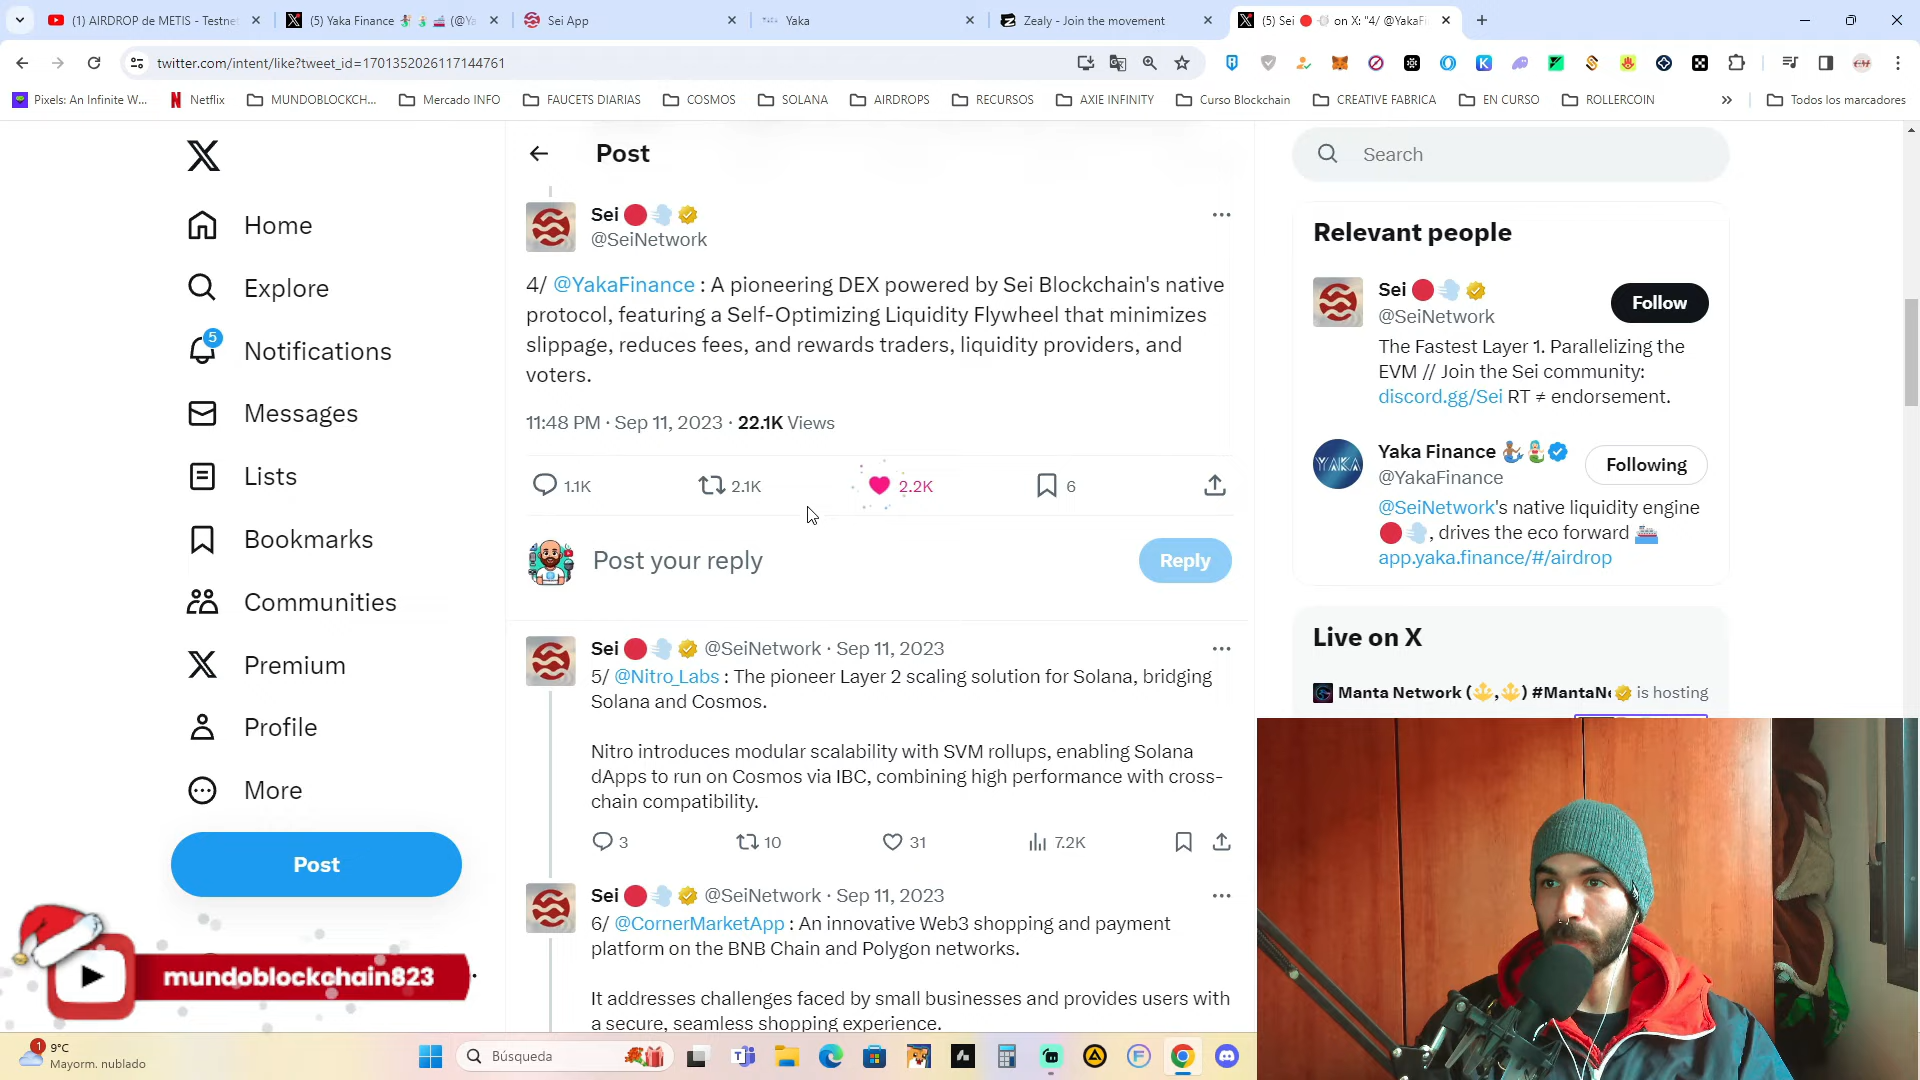 (1) AIRDROP de METIS - Testne
(5) Yaka Finance
(@Ya
Sei App
Yaka
Zealy - Join the movement
(5) Sei
on X: "4/ @YakaFi
twitter.com/intent/like?tweet_id=1701352026117144761
Pixels: An Infinite W...
Netflix
MUNDOBLOCKCH...
Mercado INFO
FAUCETS DIARIAS
COSMOS
SOLANA
AIRDROPS
RECURSOS
AXIE INFINITY
Curso Blockchain
CREATIVE FABRICA
EN CURSO
ROLLERCOIN
Todos los marcadores
Home
Explore
5
Notifications
Messages
Lists
Bookmarks
Communities
Premium
Profile
More
Post
Post
Sei
@SeiNetwork
4/ @YakaFinance : A pioneering DEX powered by Sei Blockchain's native
protocol, featuring a Self-Optimizing Liquidity Flywheel that minimizes
slippage, reduces fees, and rewards traders, liquidity providers, and
voters.
11:48 PM · Sep 11, 2023 · 22.1K Views
1.1K
2.1K
2.2K
6
Post your reply
Reply
Sei @SeiNetwork · Sep 11, 2023
5/ @Nitro_Labs : The pioneer Layer 2 scaling solution for Solana, bridging
Solana and Cosmos.
Nitro introduces modular scalability with SVM rollups, enabling Solana
dApps to run on Cosmos via IBC, combining high performance with cross-
chain compatibility.
3
10
31
7.2K
Sei @SeiNetwork · Sep 11, 2023
6/ @CornerMarketApp : An innovative Web3 shopping and payment
platform on the BNB Chain and Polygon networks.
It addresses challenges faced by small businesses and provides users with
a secure, seamless shopping experience.
Search
Relevant people
Sei
@SeiNetwork
Follow
The Fastest Layer 1. Parallelizing the
EVM // Join the Sei community:
discord.gg/Sei RT ≠ endorsement.
YAKA
Yaka Finance
@YakaFinance
Following
@SeiNetwork's native liquidity engine
, drives the eco forward
app.yaka.finance/#/airdrop
Live on X
Manta Network ( , ) #MantaN
is hosting
mundoblockchain823
1
9°C
Mayorm. nublado
Búsqueda